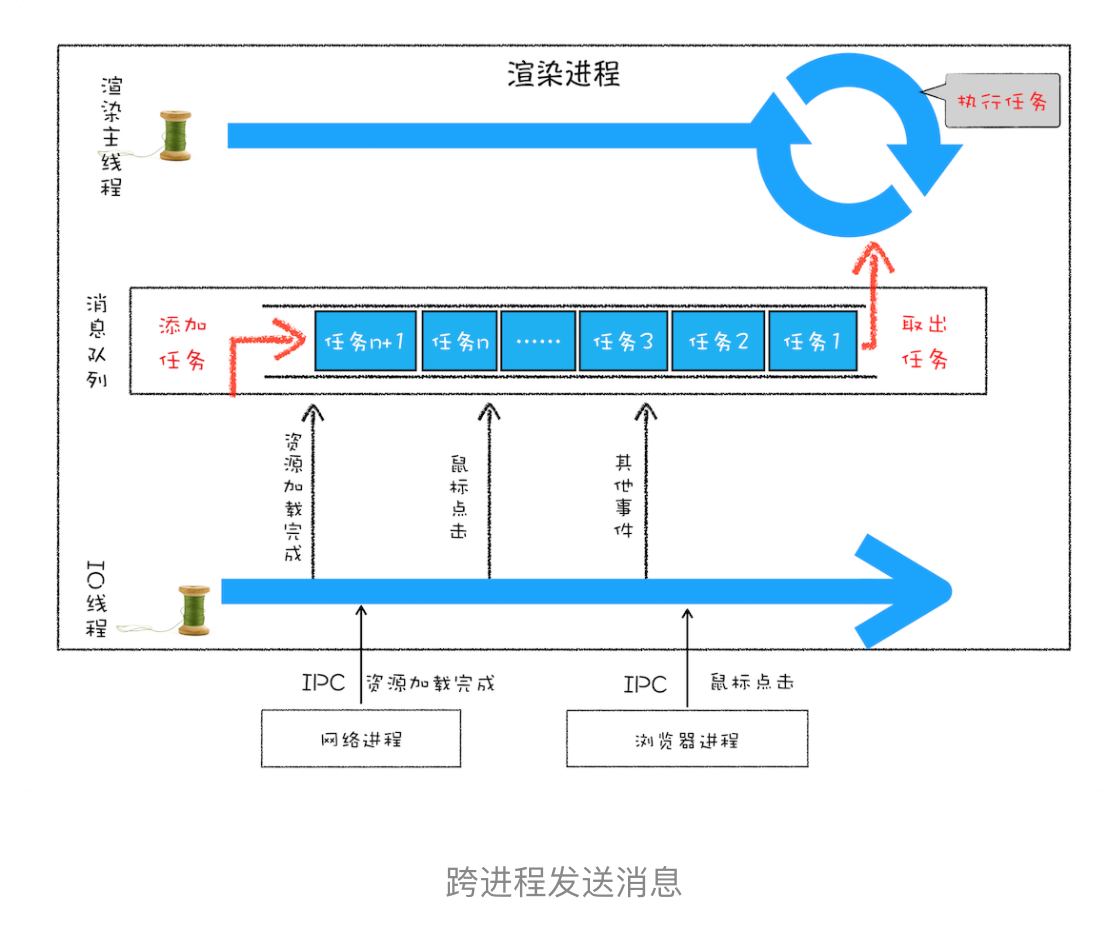 渲染进程
渲染主线程
执行任务
消息队列
添加
任务
任务n+1
任务n
……
任务3
任务2
任务1
取出
任务
资源加载完成
鼠标点击
其他事件
IO线程
IPC 资源加载完成
IPC 鼠标点击
网络进程
浏览器进程
跨进程发送消息